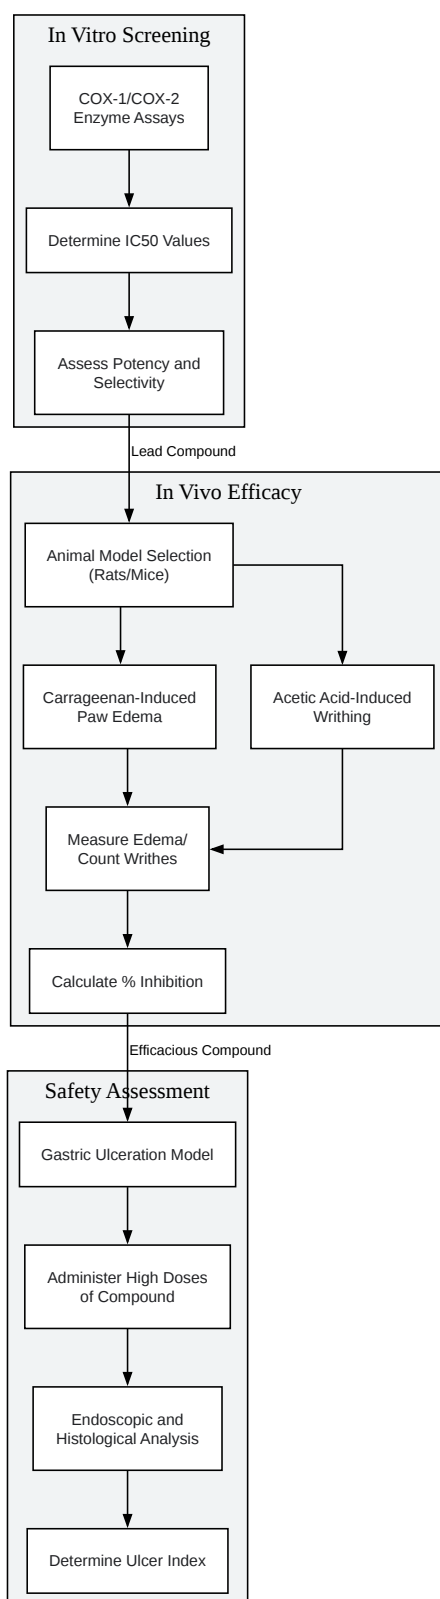 In Vitro Screening
COX-1/COX-2
Enzyme Assays
Determine IC50 Values
Assess Potency and
Selectivity
Lead Compound
In Vivo Efficacy
Animal Model Selection
(Rats/Mice)
Carrageenan-Induced
Paw Edema
Acetic Acid-Induced
Writhing
Measure Edema/
Count Writhes
Calculate % Inhibition
Efficacious Compound
Safety Assessment
Gastric Ulceration Model
Administer High Doses
of Compound
Endoscopic and
Histological Analysis
Determine Ulcer Index